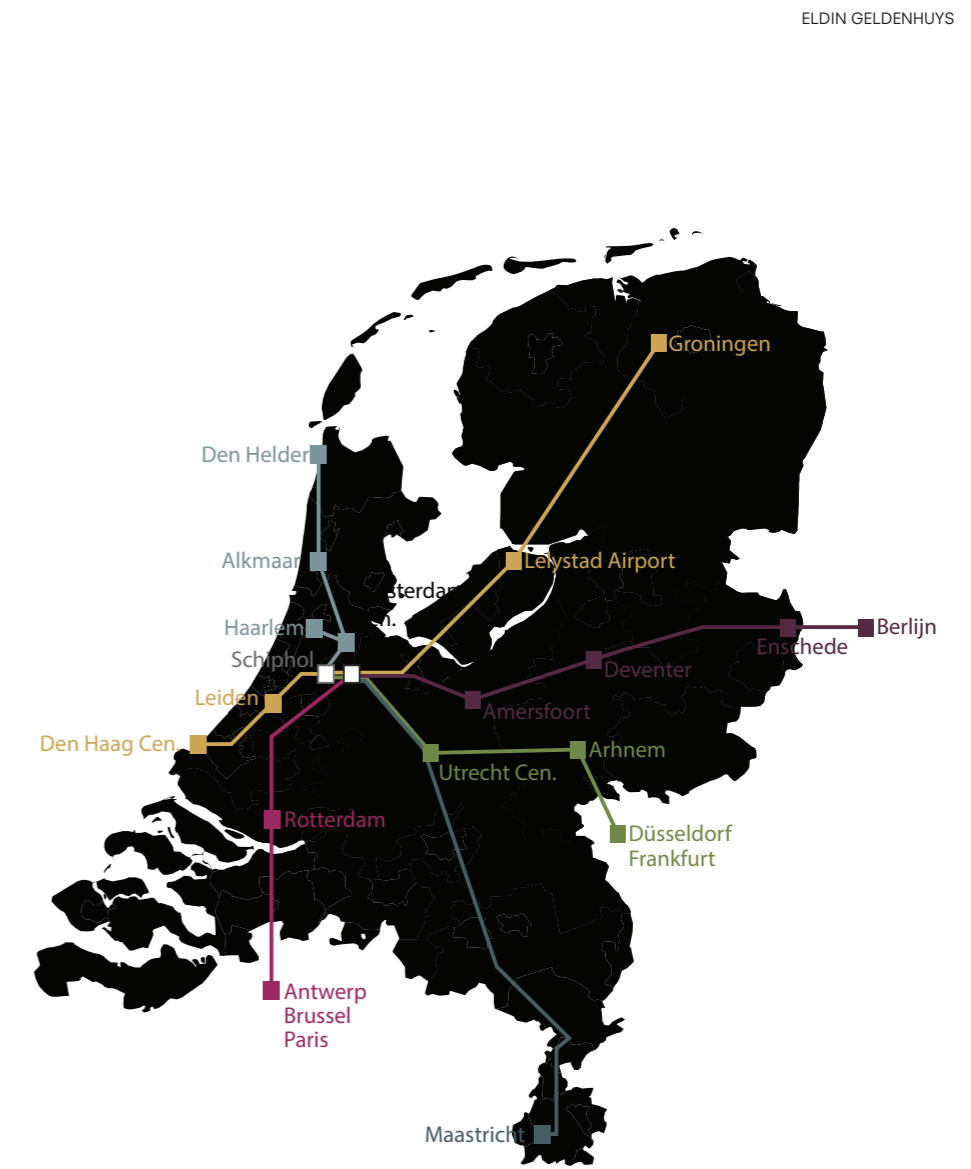 ELDIN GELDENHUYS
Groningen
Den Helder
Alkmaar
Lelystad Airport
Haarlem
Berlijn
Enschede
Schiphol
Deventer
Leiden
Amersfoort
Den Haag Cen.
Arhnem
Utrecht Cen.
Rotterdam
Düsseldorf
Frankfurt
Antwerp
Brussel
Paris
Maastricht